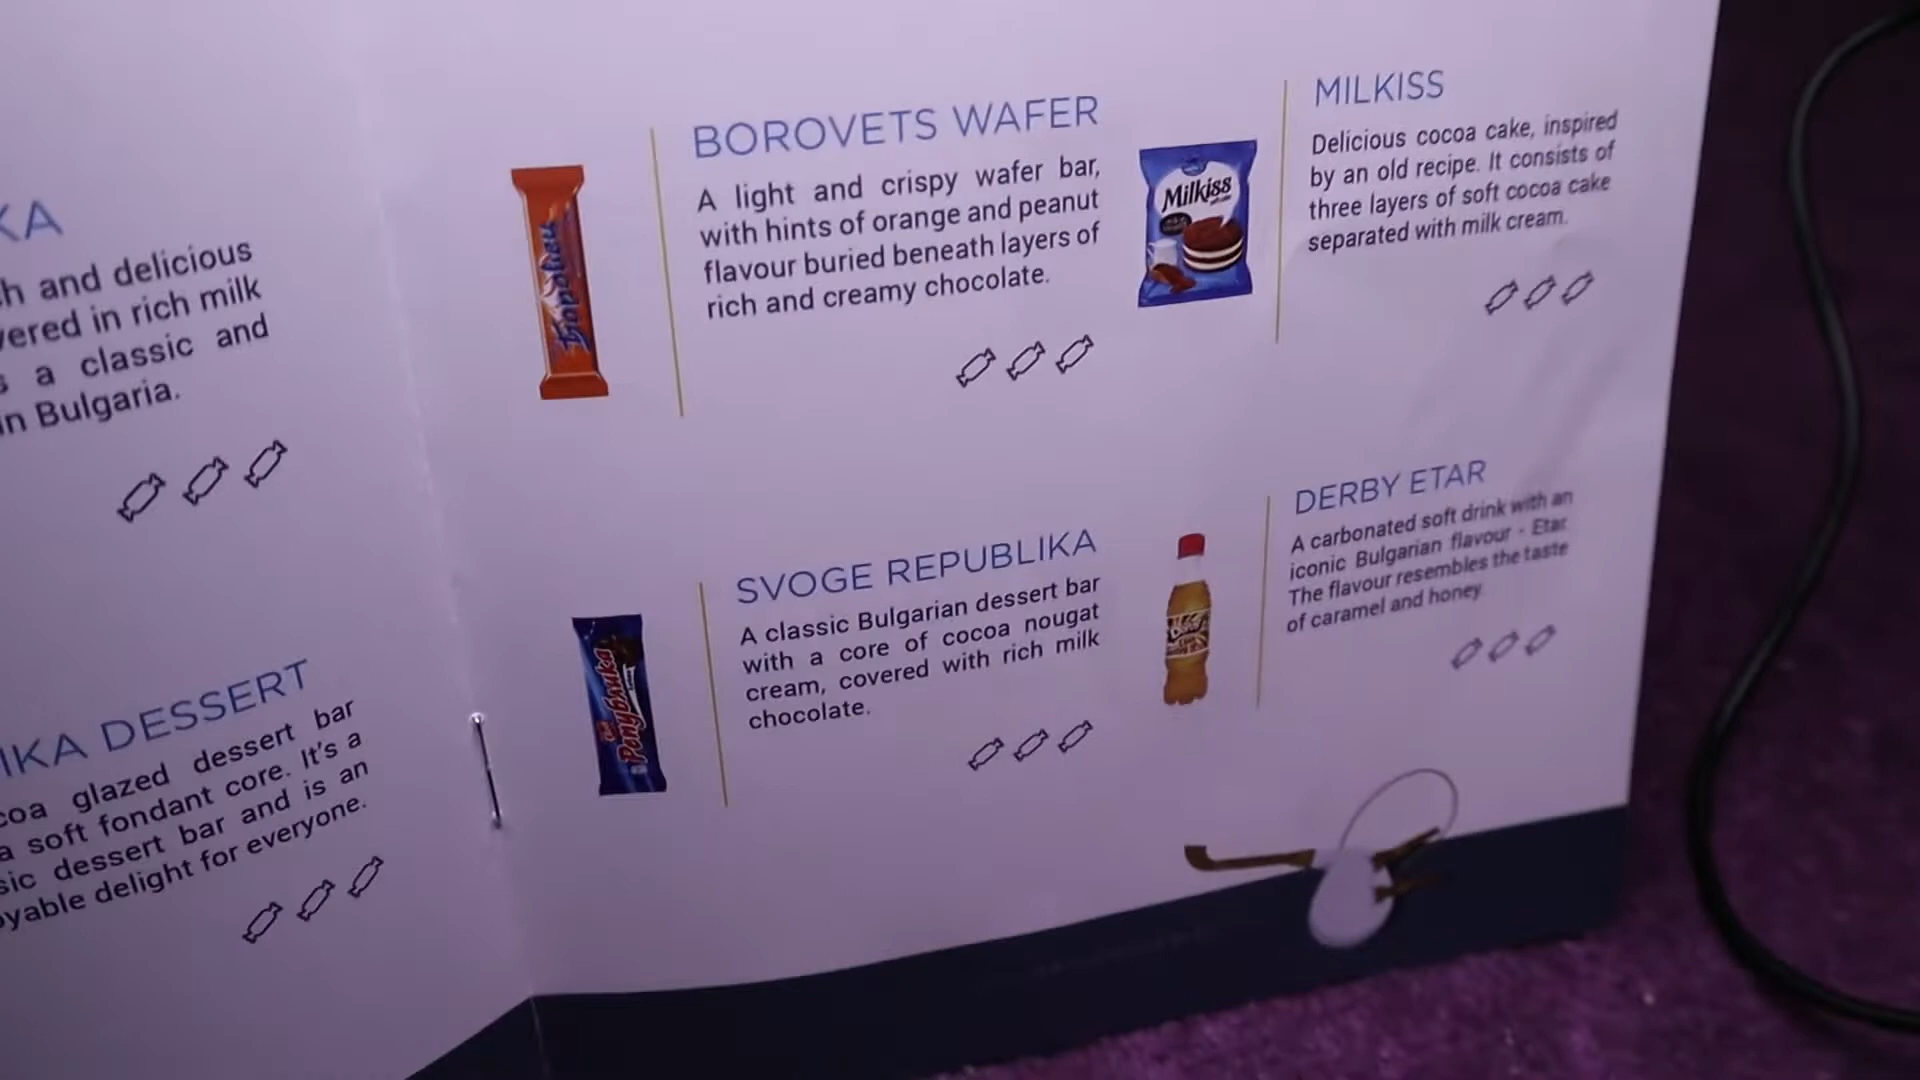 KA
h and delicious
vered in rich milk
s a classic and
in Bulgaria.
IKA DESSERT
coa glazed dessert bar
a soft fondant core. It's a
sic dessert bar and is an
oyable delight for everyone.
BOROVETS WAFER
A light and crispy wafer bar,
with hints of orange and peanut
flavour buried beneath layers of
rich and creamy chocolate.
Боровец
SVOGE REPUBLIKA
A classic Bulgarian dessert bar
with a core of cocoa nougat
cream, covered with rich milk
chocolate.
Република
MILKISS
Delicious cocoa cake, inspired
by an old recipe. It consists of
three layers of soft cocoa cake
separated with milk cream.
Milkiss
DERBY ETAR
A carbonated soft drink with an
iconic Bulgarian flavour - Etar
The flavour resembles the taste
of caramel and honey
Derby